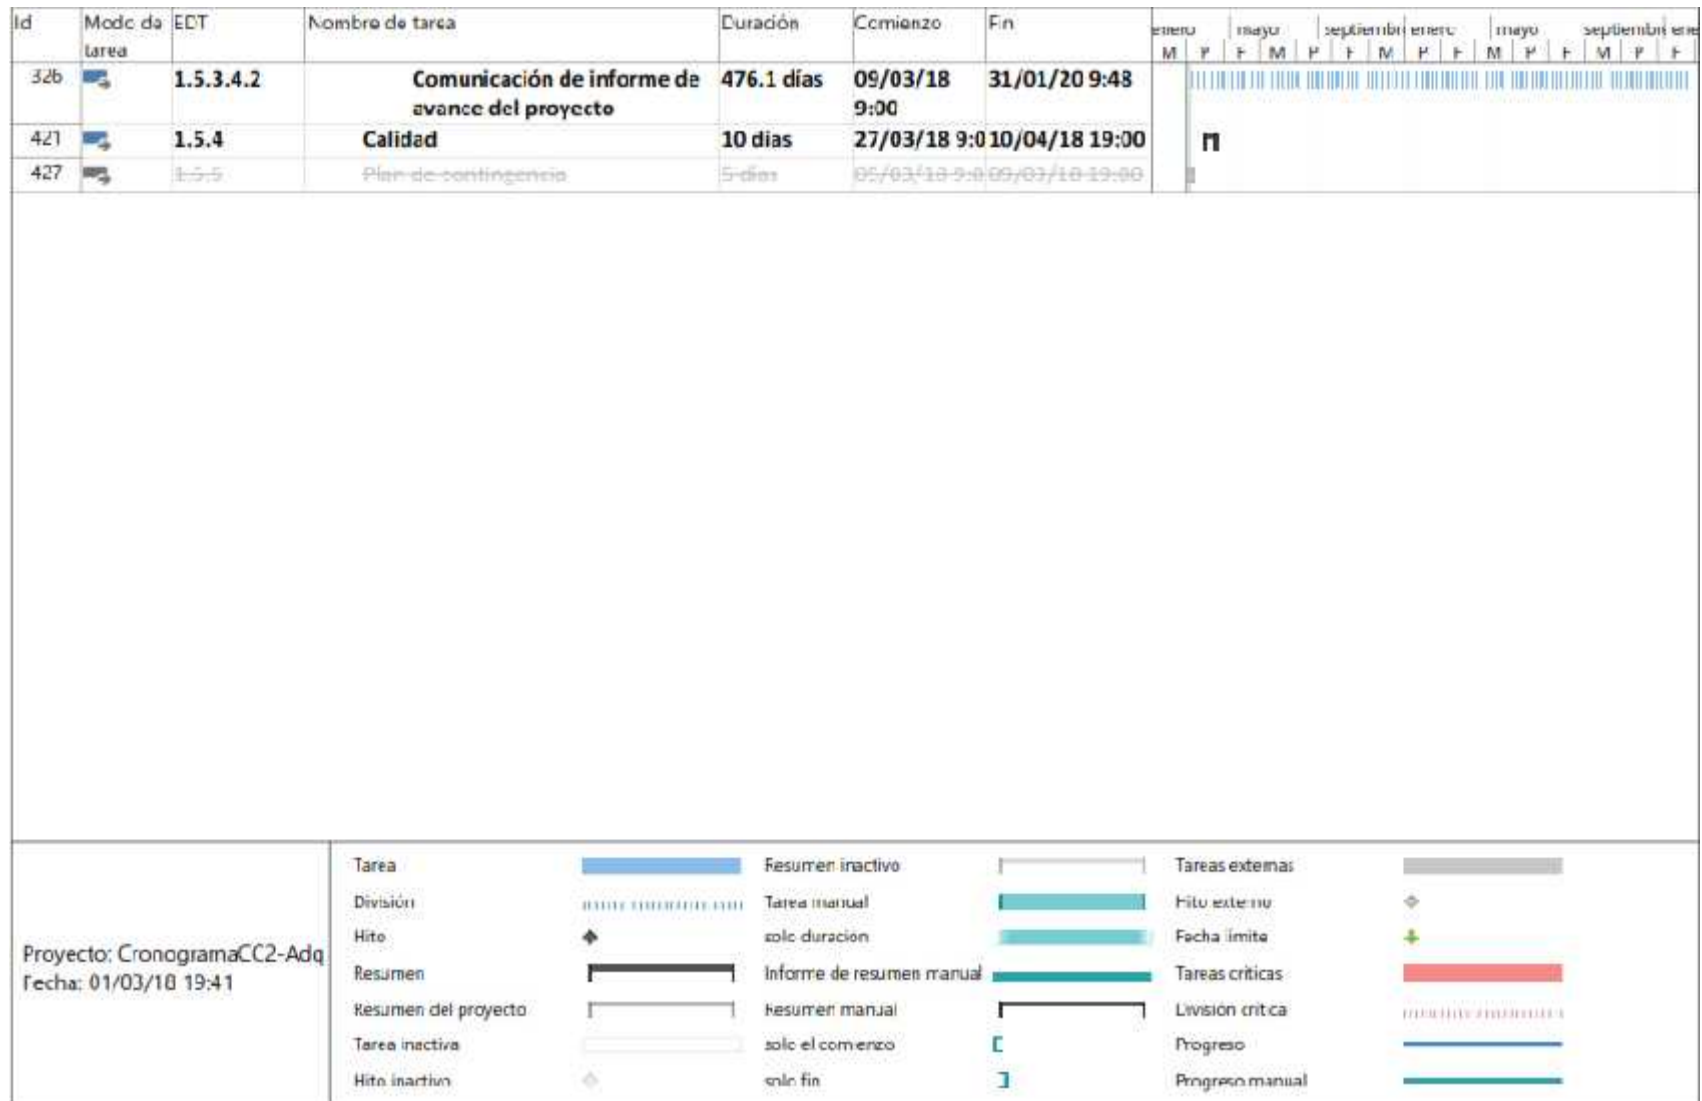 Id Modo de EDT Nombre de tarea Duración Comienzo Fin
tarea
enero mayo septiembre enero mayo septiembre ene
M P F M P F M P F M P F M P F
326 1.5.3.4.2 Comunicación de informe de 476.1 días 09/03/18 31/01/20 9:48
avance del proyecto 9:00
421 1.5.4 Calidad 10 días 27/03/18 9:0 10/04/18 19:00
427 1.5.5 Plan de contingencia 5 días 05/03/18 9:0 09/03/18 19:00
Proyecto: CronogramaCC2-Adq
Fecha: 01/03/18 19:41
Tarea Resumen inactivo Tareas externas
División Tarea manual Hito externo
Hito solo duración Fecha límite
Resumen Informe de resumen manual Tareas críticas
Resumen del proyecto Resumen manual División crítica
Tarea inactiva solo el comienzo Progreso
Hito inactivo solo fin Progreso manual